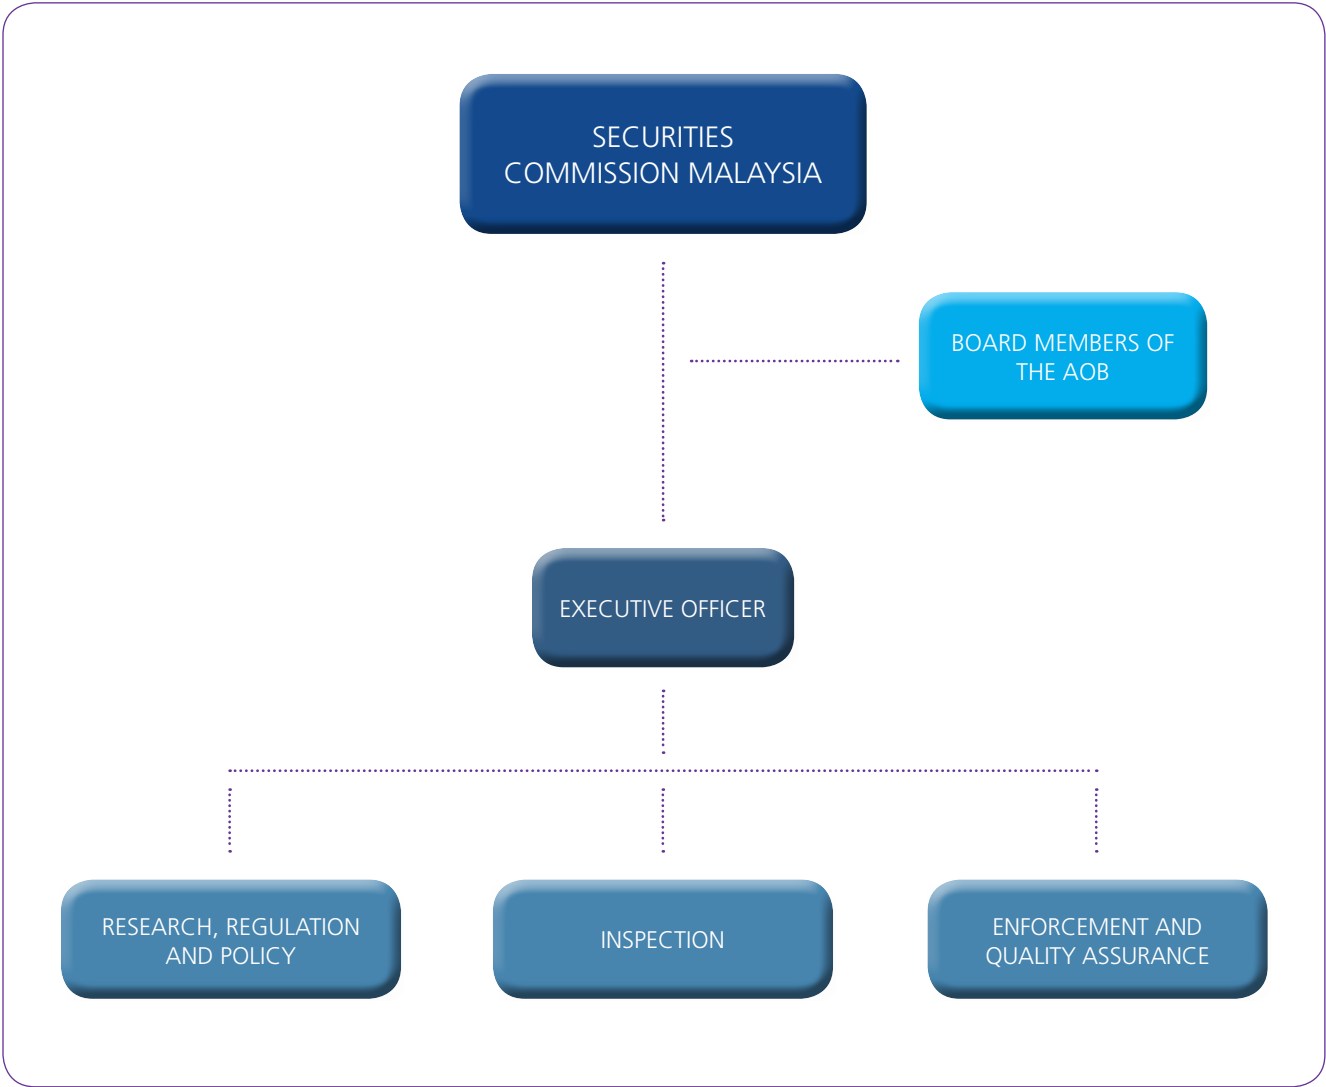 SECURITIES
COMMISSION MALAYSIA
BOARD MEMBERS OF
THE AOB
EXECUTIVE OFFICER
RESEARCH, REGULATION
AND POLICY
INSPECTION
ENFORCEMENT AND
QUALITY ASSURANCE